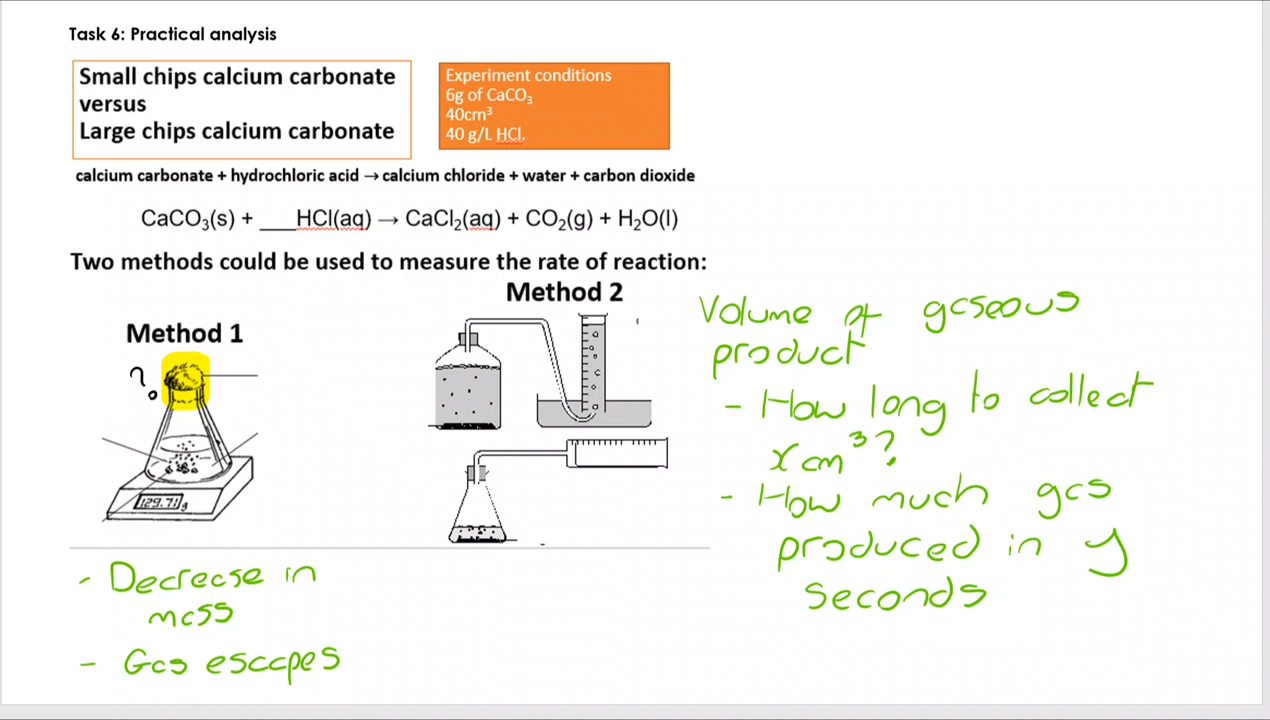 Task 6: Practical analysis
Small chips calcium carbonate
versus
Large chips calcium carbonate
Experiment conditions
6g of CaCO₃
40cm³
40 g/L HCl.
calcium carbonate + hydrochloric acid → calcium chloride + water + carbon dioxide
CaCO₃(s) + ___HCl(aq) → CaCl₂(aq) + CO₂(g) + H₂O(l)
Two methods could be used to measure the rate of reaction:
Method 1
?
129.71g
- Decrease in
mass
- Gas escapes
Method 2
Volume of gaseous
product
- How long to collect
x cm³?
- How much gas
produced in y
seconds